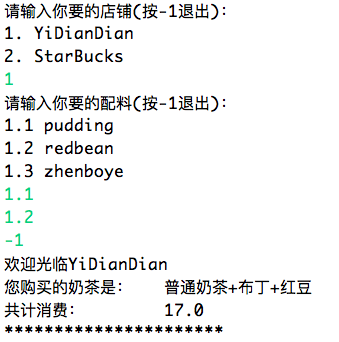 请输入你要的店铺(按-1退出):
1. YiDianDian
2. StarBucks
1
请输入你要的配料(按-1退出):
1.1 pudding
1.2 redbean
1.3 zhenboye
1.1
1.2
-1
欢迎光临YiDianDian
您购买的奶茶是:    普通奶茶+布丁+红豆
共计消费:    17.0
**********************